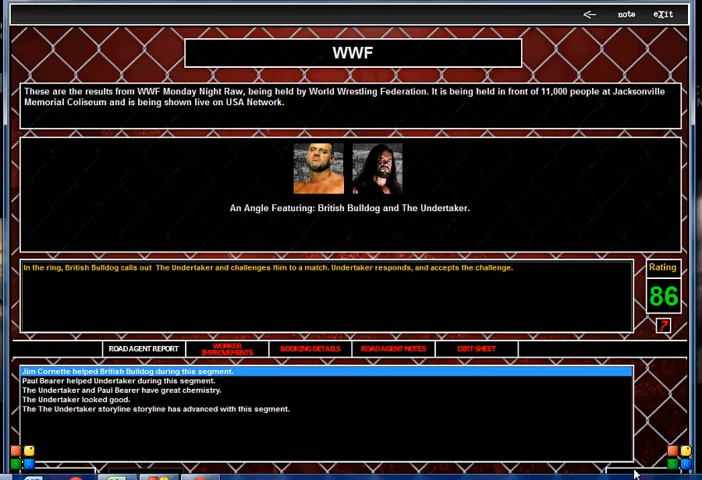 note
eXit
WWF
These are the results from WWF Monday Night Raw, being held by World Wrestling Federation. It is being held in front of 11,000 people at Jacksonville
Memorial Coliseum and is being shown live on USA Network.
An Angle Featuring: British Bulldog and The Undertaker.
In the ring, British Bulldog calls out The Undertaker and challenges Him to a match. Undertaker responds, and accepts the challenge.
Rating
86
?
ROAD AGENT REPORT
WORKER
IMPROVEMENTS
BOOKING DETAILS
ROAD AGENT NOTES
DIRT SHEET
Jim Cornette helped British Bulldog during this segment.
Paul Bearer helped Undertaker during this segment.
The Undertaker and Paul Bearer have great chemistry.
The Undertaker looked good.
The The Undertaker storyline storyline has advanced with this segment.